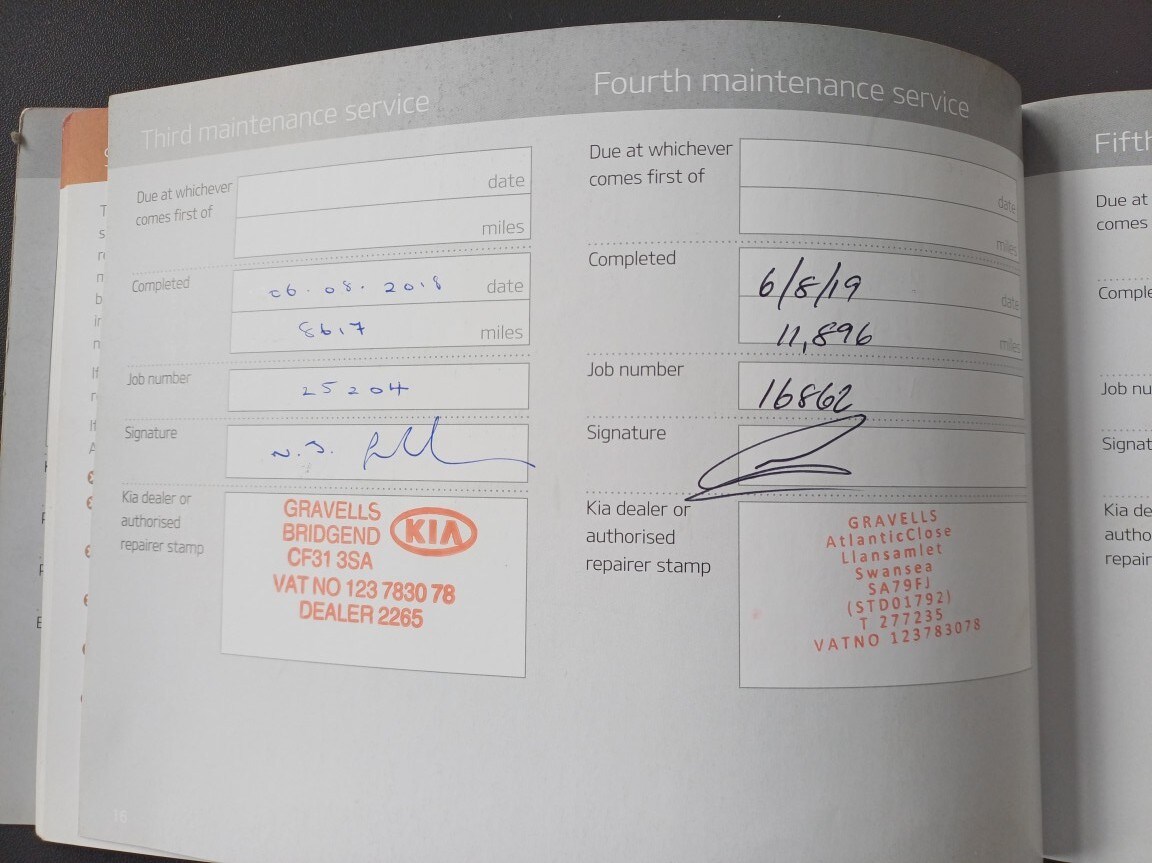 Third maintenance service
Due at whichever
comes first of
date
miles
Completed
06.08.2018 date
8617 miles
Job number
25204
Signature
N.J.
Kia dealer or
authorised
repairer stamp
GRAVELLS
BRIDGEND
CF31 3SA
KIA
VAT NO 123 7830 78
DEALER 2265
16
Fourth maintenance service
Due at whichever
comes first of
date
miles
Completed
6/8/19 date
11,896 miles
Job number
16862
Signature
Kia dealer or
authorised
repairer stamp
GRAVELLS
AtlanticClose
Llansamlet
Swansea
SA79FJ
(STD01792)
T 277235
VATNO 123783078
Fifth
Due at
comes
Comple
Job nu
Signat
Kia de
autho
repair